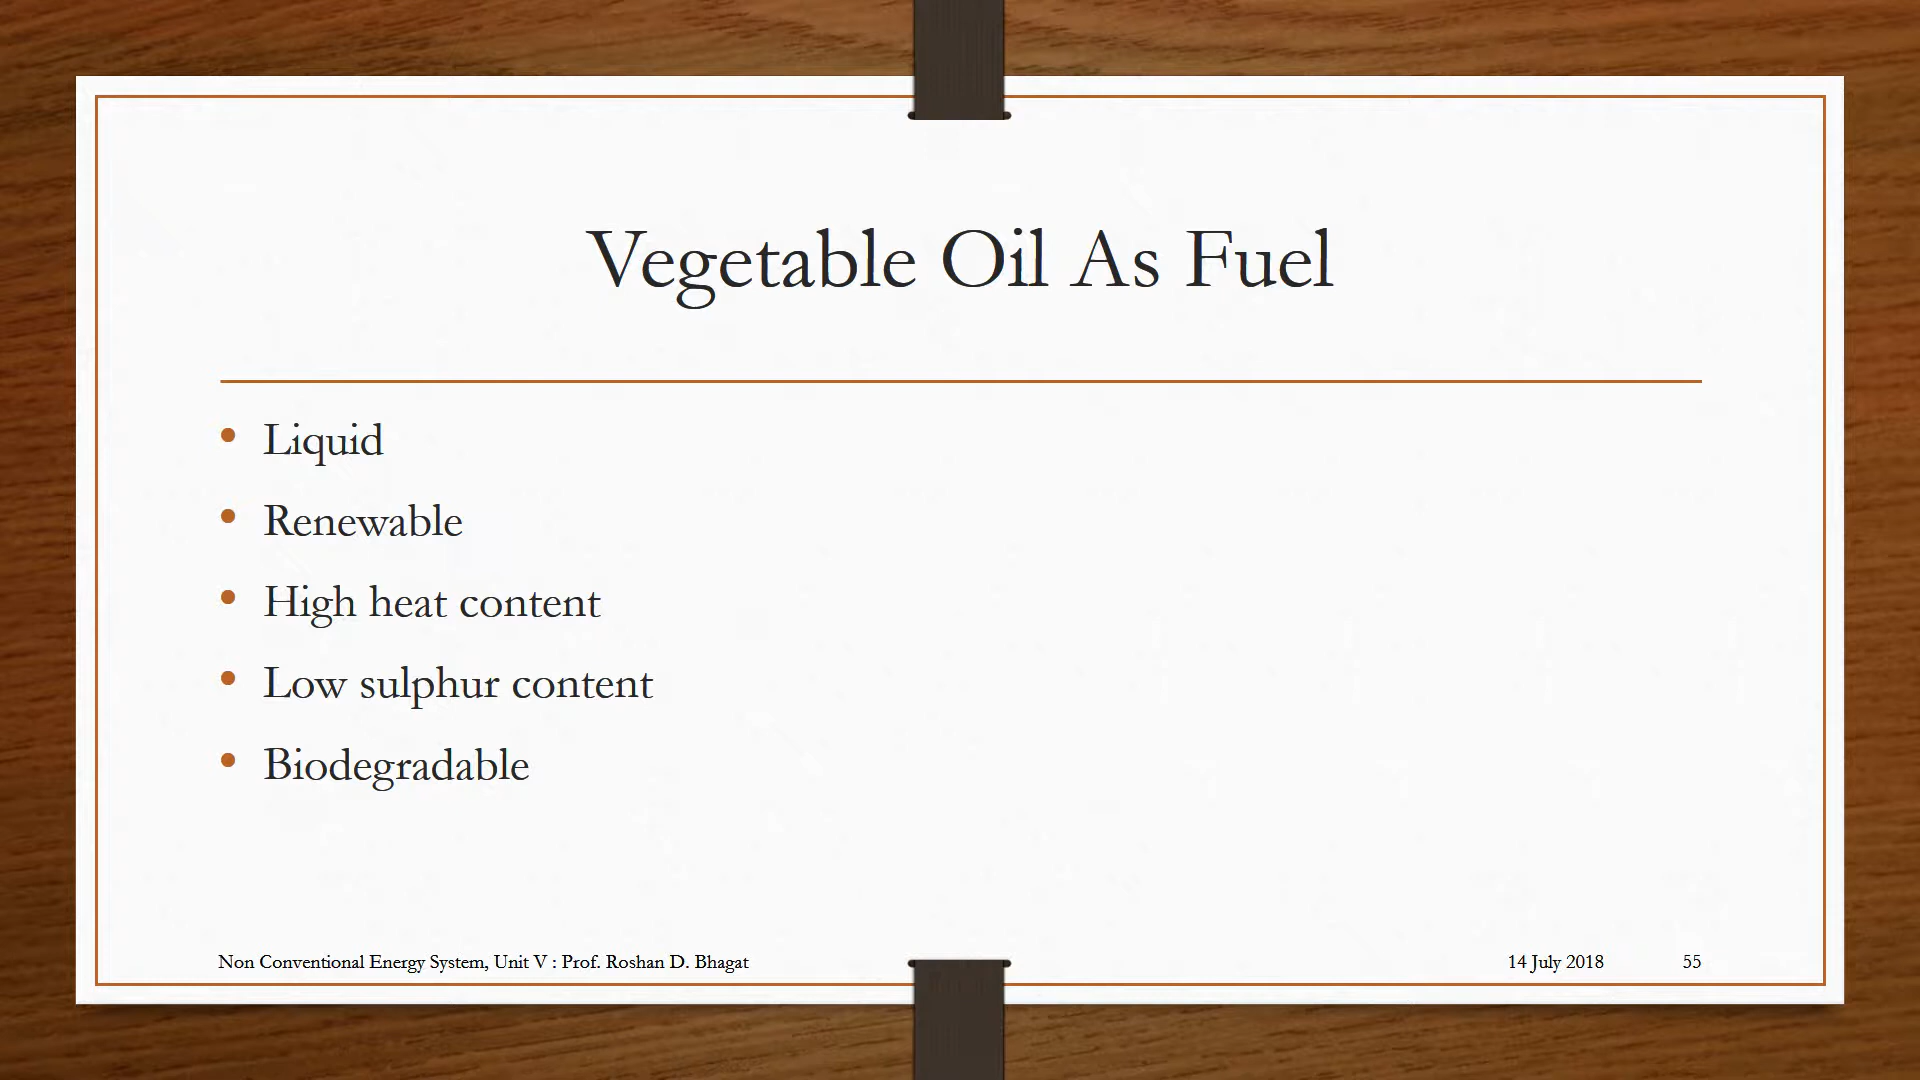 Vegetable Oil As Fuel
• Liquid
• Renewable
• High heat content
• Low sulphur content
• Biodegradable
Non Conventional Energy System, Unit V : Prof. Roshan D. Bhagat 14 July 2018 55